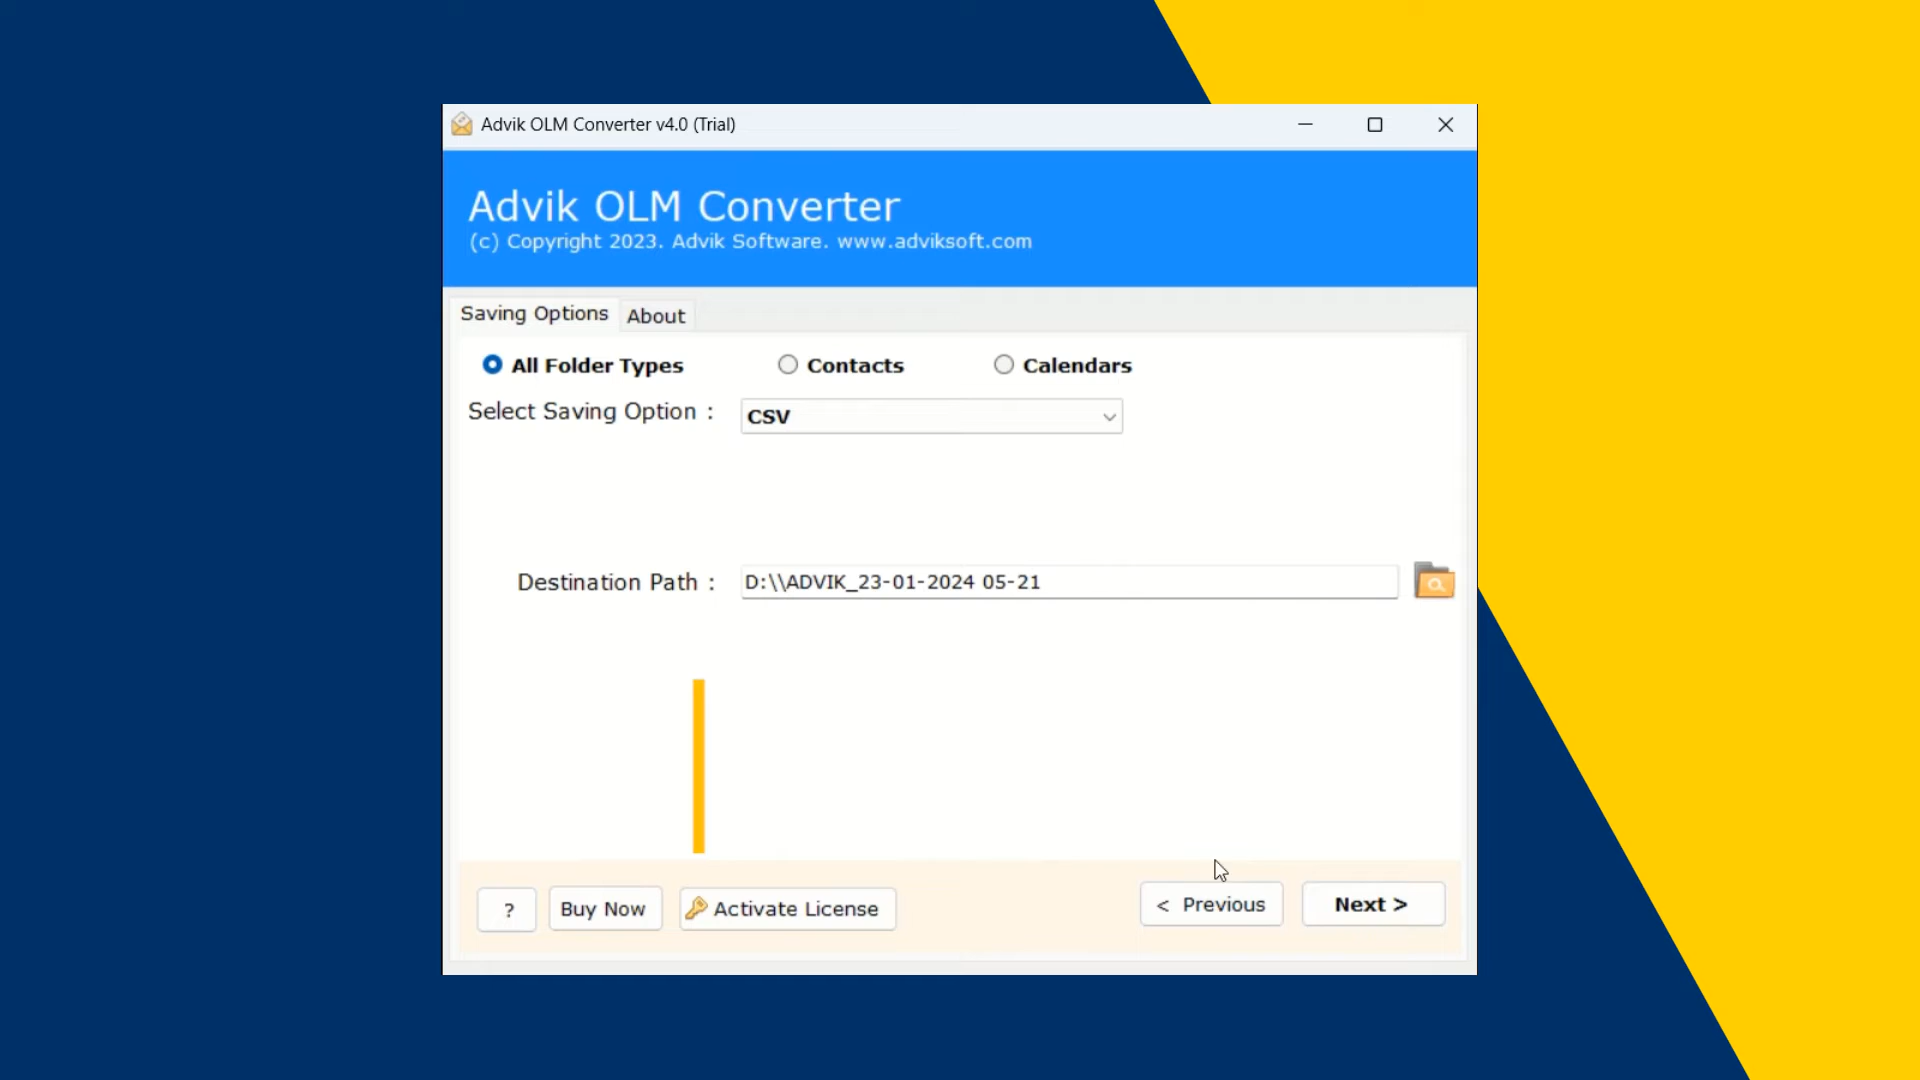 Advik OLM Converter v4.0 (Trial)
Advik OLM Converter
(c) Copyright 2023. Advik Software. www.adviksoft.com
Saving Options About
All Folder Types Contacts Calendars
Select Saving Option : CSV
Destination Path : D:\\ADVIK_23-01-2024 05-21
? Buy Now Activate License < Previous Next >